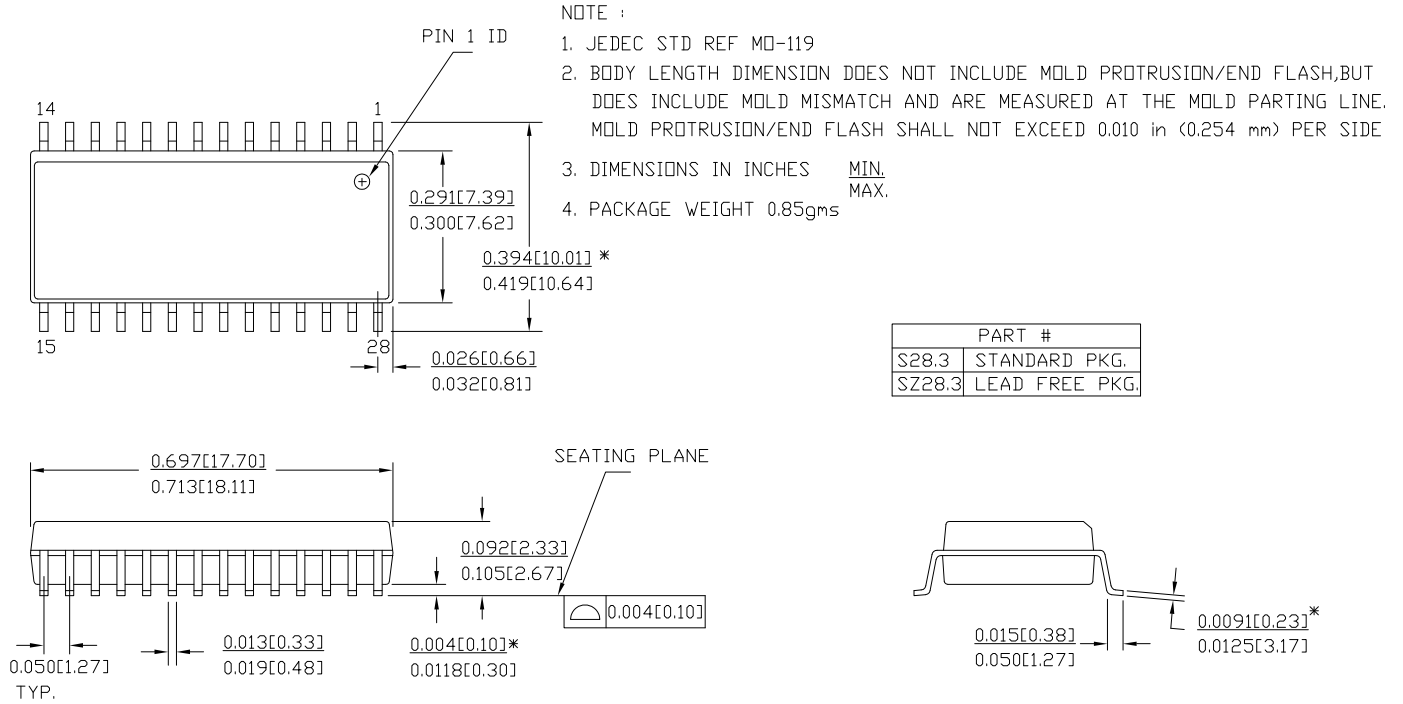 NOTE :
1. JEDEC STD REF MO-119
2. BODY LENGTH DIMENSION DOES NOT INCLUDE MOLD PROTRUSION/END FLASH,BUT
DOES INCLUDE MOLD MISMATCH AND ARE MEASURED AT THE MOLD PARTING LINE.
MOLD PROTRUSION/END FLASH SHALL NOT EXCEED 0.010 in (0.254 mm) PER SIDE
3. DIMENSIONS IN INCHES MIN.
MAX.
4. PACKAGE WEIGHT 0.85gms
PIN 1 ID
14 1
0.291[7.39]
0.300[7.62]
0.394[10.01] *
0.419[10.64]
15 28
0.026[0.66]
0.032[0.81]
PART #
S28.3 STANDARD PKG.
SZ28.3 LEAD FREE PKG.
0.697[17.70]
0.713[18.11]
SEATING PLANE
0.092[2.33]
0.105[2.67]
0.004[0.10]
0.050[1.27]
TYP.
0.013[0.33]
0.019[0.48]
0.004[0.10]*
0.0118[0.30]
0.015[0.38]
0.050[1.27]
0.0091[0.23]*
0.0125[3.17]